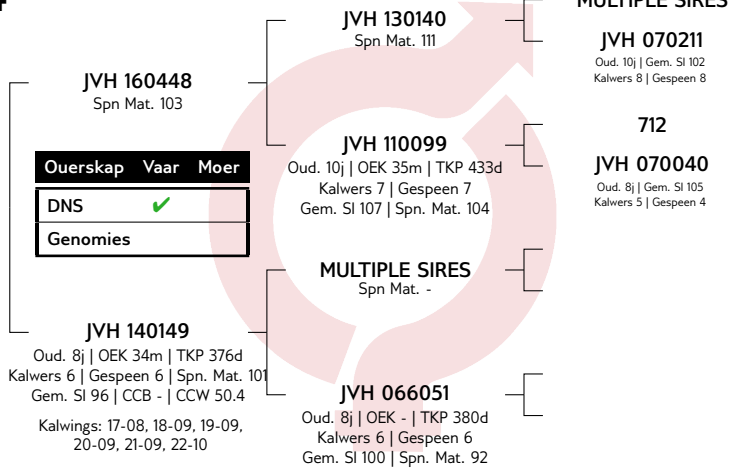 MULTIPLE SIRES
JVH 130140
Spn Mat. 111
JVH 070211
Oud. 10j | Gem. SI 102
Kalwers 8 | Gespeen 8
JVH 160448
Spn Mat. 103
712
JVH 110099
Oud. 10j | OEK 35m | TKP 433d
Kalwers 7 | Gespeen 7
Gem. SI 107 | Spn. Mat. 104
JVH 070040
Oud. 8j | Gem. SI 105
Kalwers 5 | Gespeen 4
Ouerskap Vaar Moer
DNS ✔
Genomies
MULTIPLE SIRES
Spn Mat. -
JVH 140149
Oud. 8j | OEK 34m | TKP 376d
Kalwers 6 | Gespeen 6 | Spn. Mat. 101
Gem. SI 96 | CCB - | CCW 50.4
Kalwings: 17-08, 18-09, 19-09,
20-09, 21-09, 22-10
JVH 066051
Oud. 8j | OEK - | TKP 380d
Kalwers 6 | Gespeen 6
Gem. SI 100 | Spn. Mat. 92